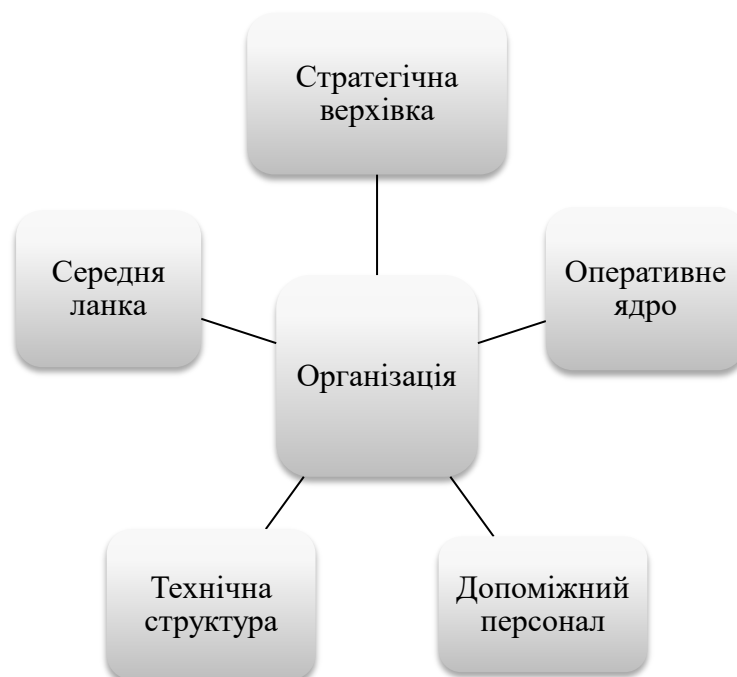 Стратегічна
верхівка
Середня
ланка
Оперативне
ядро
Організація
Технічна
структура
Допоміжний
персонал